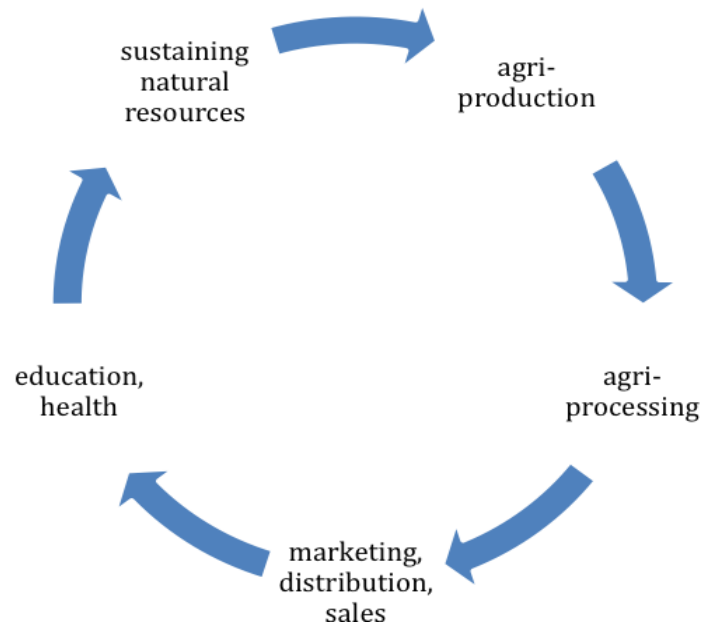 sustaining
natural
resources
agri-
production
agri-
processing
marketing,
distribution,
sales
education,
health